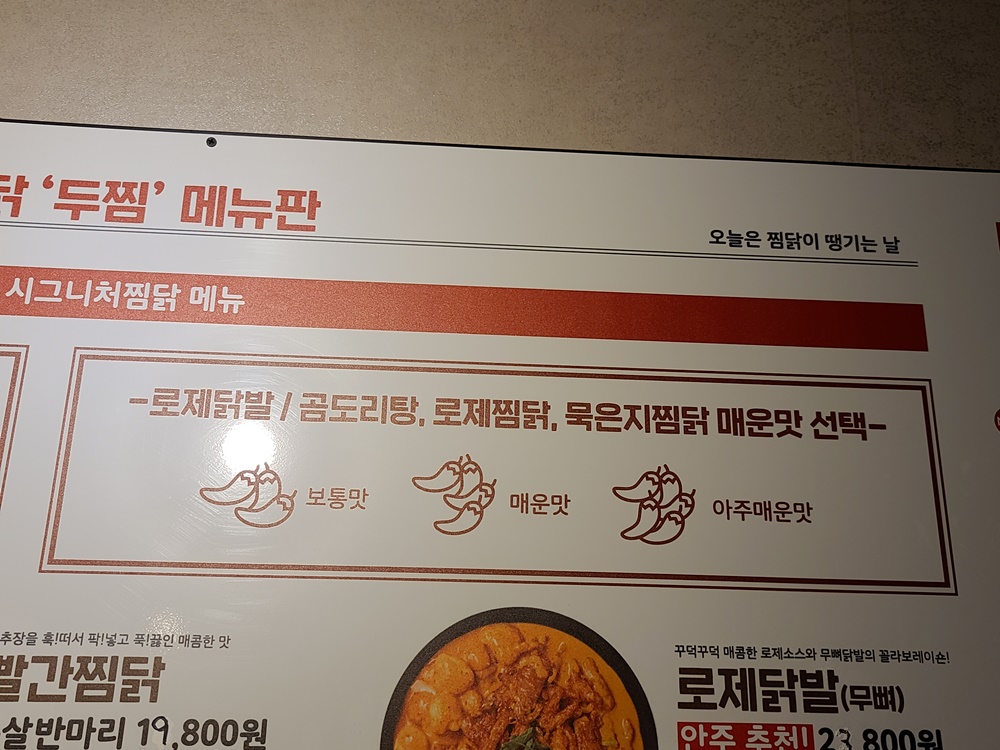 닭 ‘두찜’ 메뉴판
오늘은 찜닭이 땡기는 날
시그니처찜닭 메뉴
-로제닭발 / 곰도리탕, 로제찜닭, 묵은지찜닭 매운맛 선택-
보통맛
매운맛
아주매운맛
추장을 훅!떠서 팍!넣고 푹!끓인 매콤한 맛
빨간찜닭
살반마리 19,800원
꾸덕꾸덕 매콤한 로제소스와 무뼈닭발의 꼴라보레이숀!
로제닭발(무뼈)
안주 추천! 23,800원